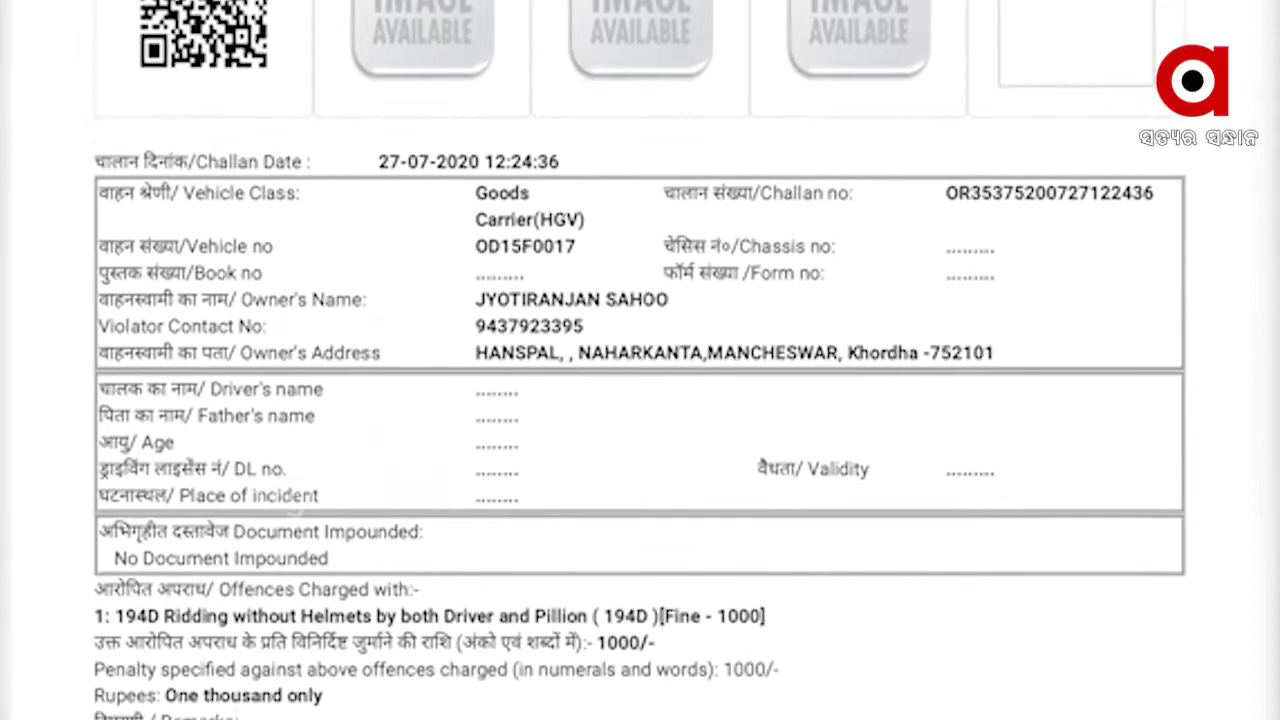 IMAGE IMAGE IMAGE
AVAILABLE AVAILABLE AVAILABLE
a
ସତ୍ୟର ସନ୍ଧାନ
चालान दिनांक/Challan Date : 27-07-2020 12:24:36
वाहन श्रेणी/ Vehicle Class: Goods चालान संख्या/Challan no: OR35375200727122436
Carrier(HGV)
वाहन संख्या/Vehicle no OD15F0017 चेसिस नं०/Chassis no: .........
पुस्तक संख्या/Book no ......... फॉर्म संख्या /Form no: .........
वाहनस्वामी का नाम/ Owner's Name: JYOTIRANJAN SAHOO
Violator Contact No: 9437923395
वाहनस्वामी का पता/ Owner's Address HANSPAL, , NAHARKANTA,MANCHESWAR, Khordha -752101
चालक का नाम/ Driver's name ........
पिता का नाम/ Father's name ........
आयु/ Age ........
ड्राइविंग लाइसेंस नं/ DL no. ........ वैधता/ Validity .........
घटनास्थल/ Place of incident ........
अभिगृहीत दस्तावेज Document Impounded:
No Document Impounded
आरोपित अपराध/ Offences Charged with:-
1: 194D Ridding without Helmets by both Driver and Pillion ( 194D )[Fine - 1000]
उक्त आरोपित अपराध के प्रति विनिर्दिष्ट जुर्माने की राशि (अंको एवं शब्दों में):- 1000/-
Penalty specified against above offences charged (in numerals and words): 1000/-
Rupees: One thousand only